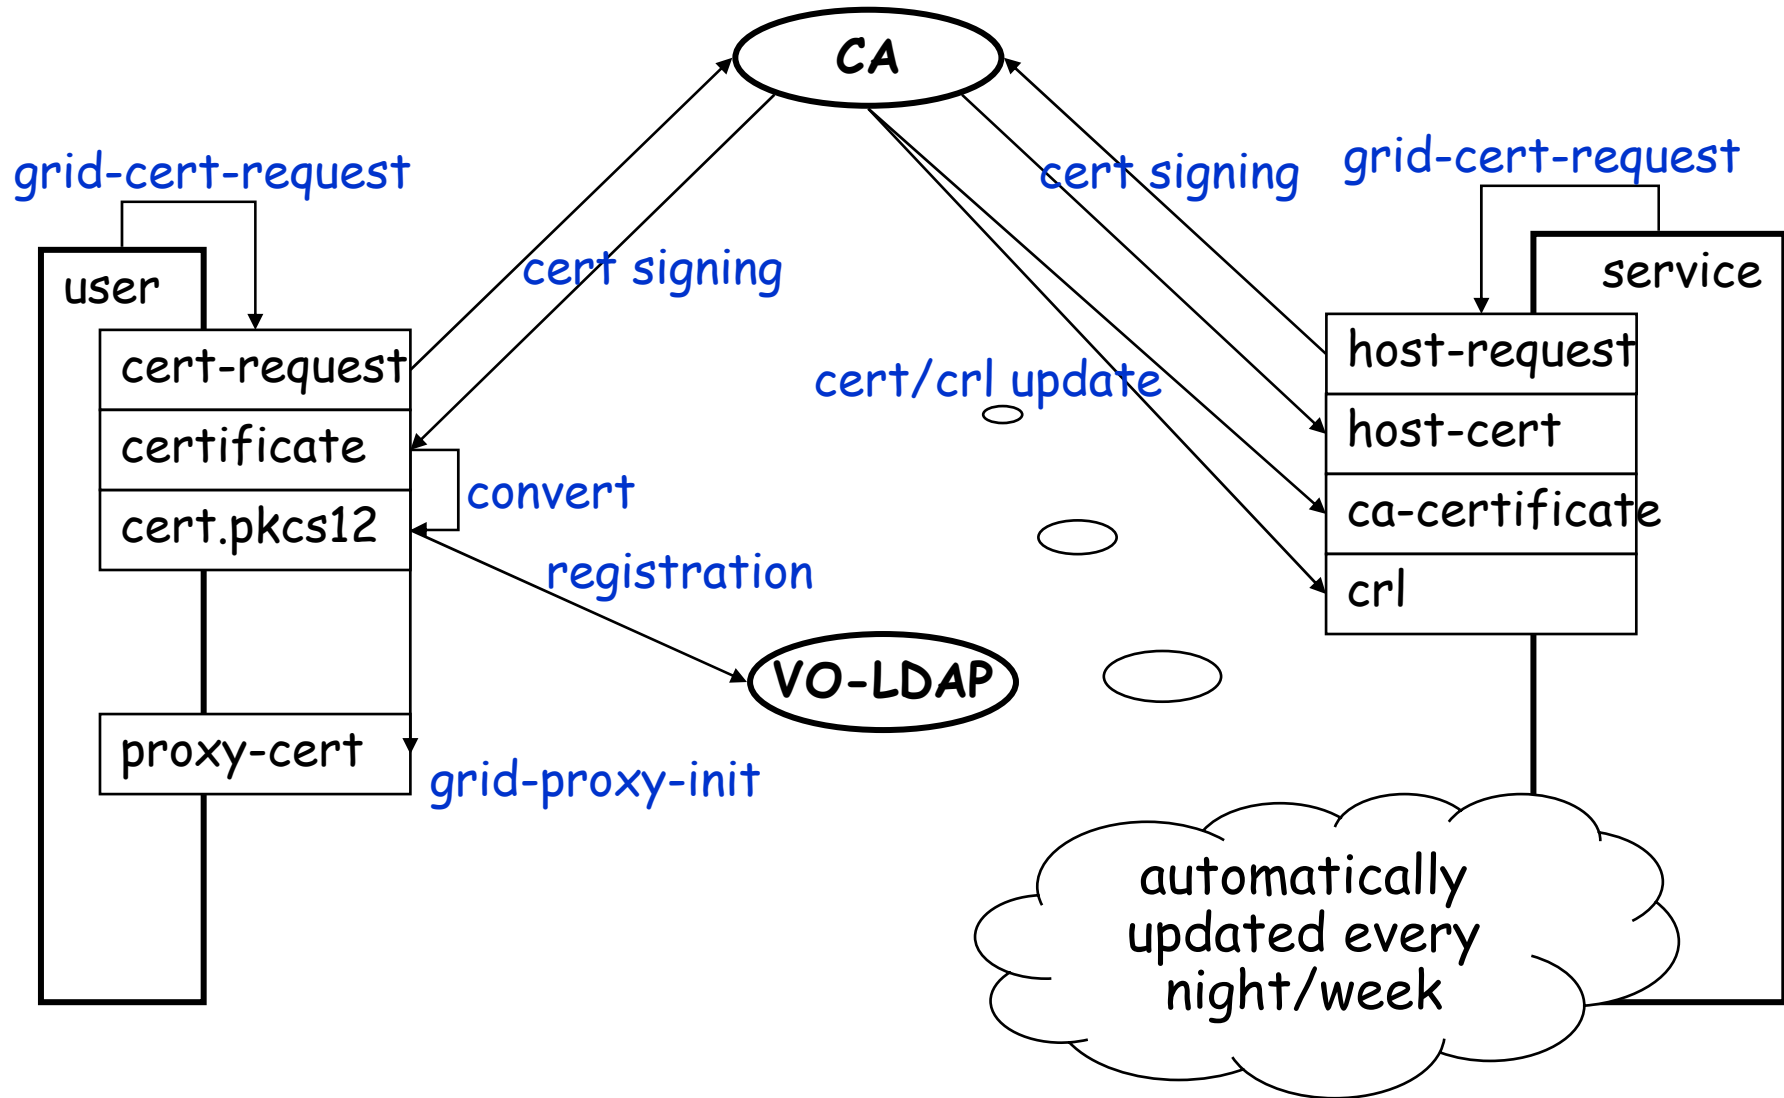 CA
grid-cert-request
cert signing
grid-cert-request
user
cert signing
service
cert-request
cert/crl update
host-request
certificate
host-cert
convert
cert.pkcs12
ca-certificate
registration
crl
VO-LDAP
proxy-cert
grid-proxy-init
automatically
updated every
night/week